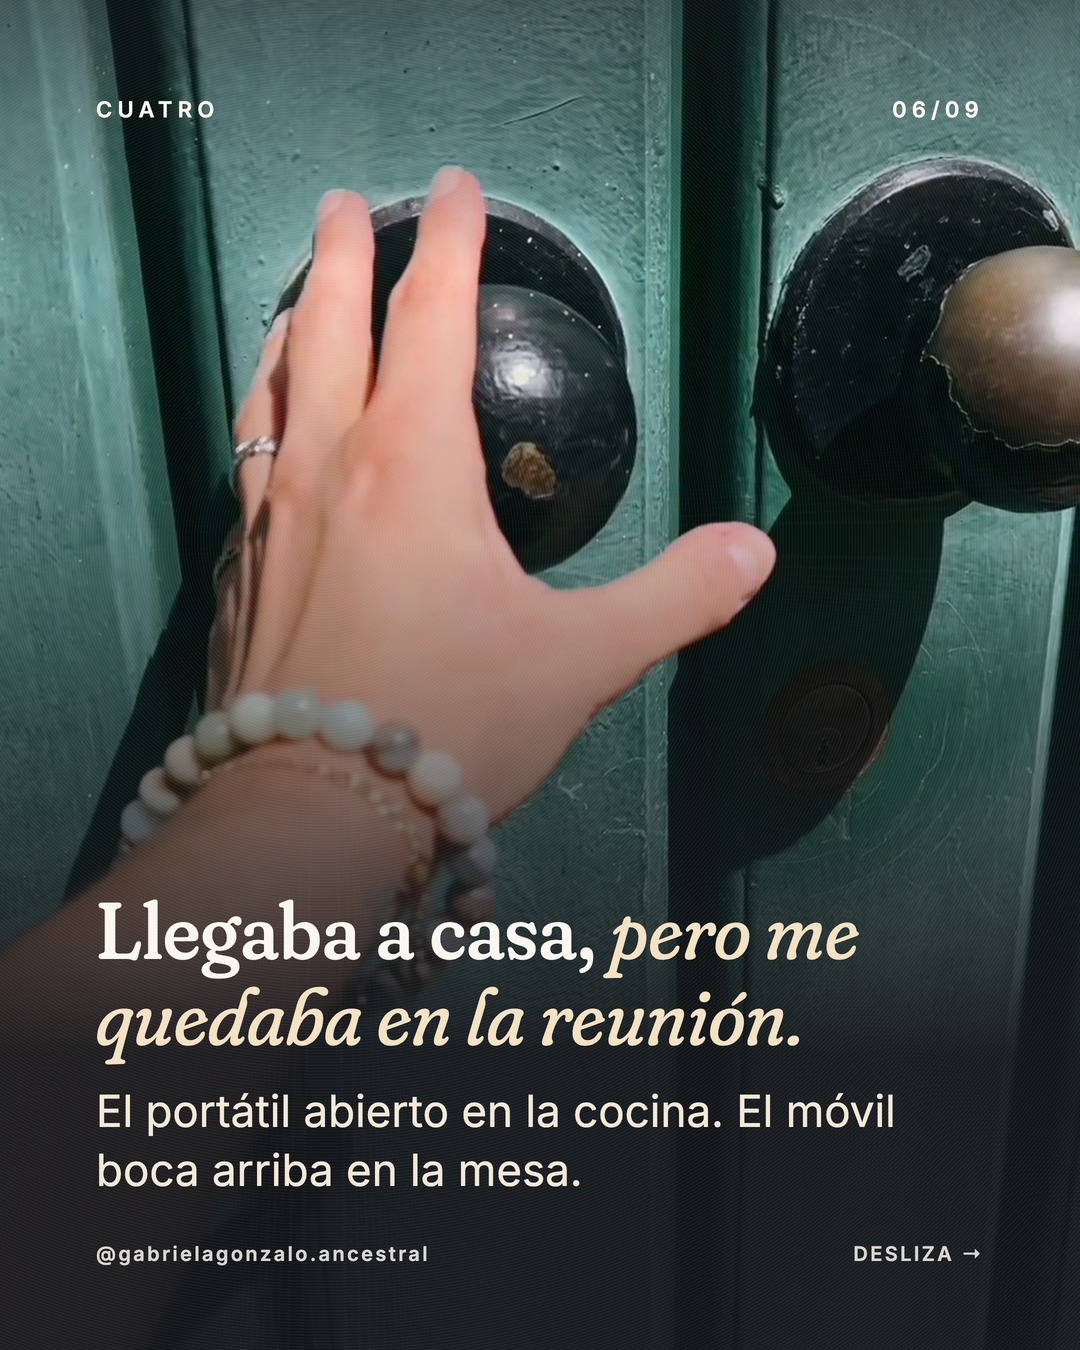 CUATRO
06/09
Llegaba a casa, pero me
quedaba en la reunión.
El portátil abierto en la cocina. El móvil
boca arriba en la mesa.
@gabrielagonzalo.ancestral
DESLIZA →